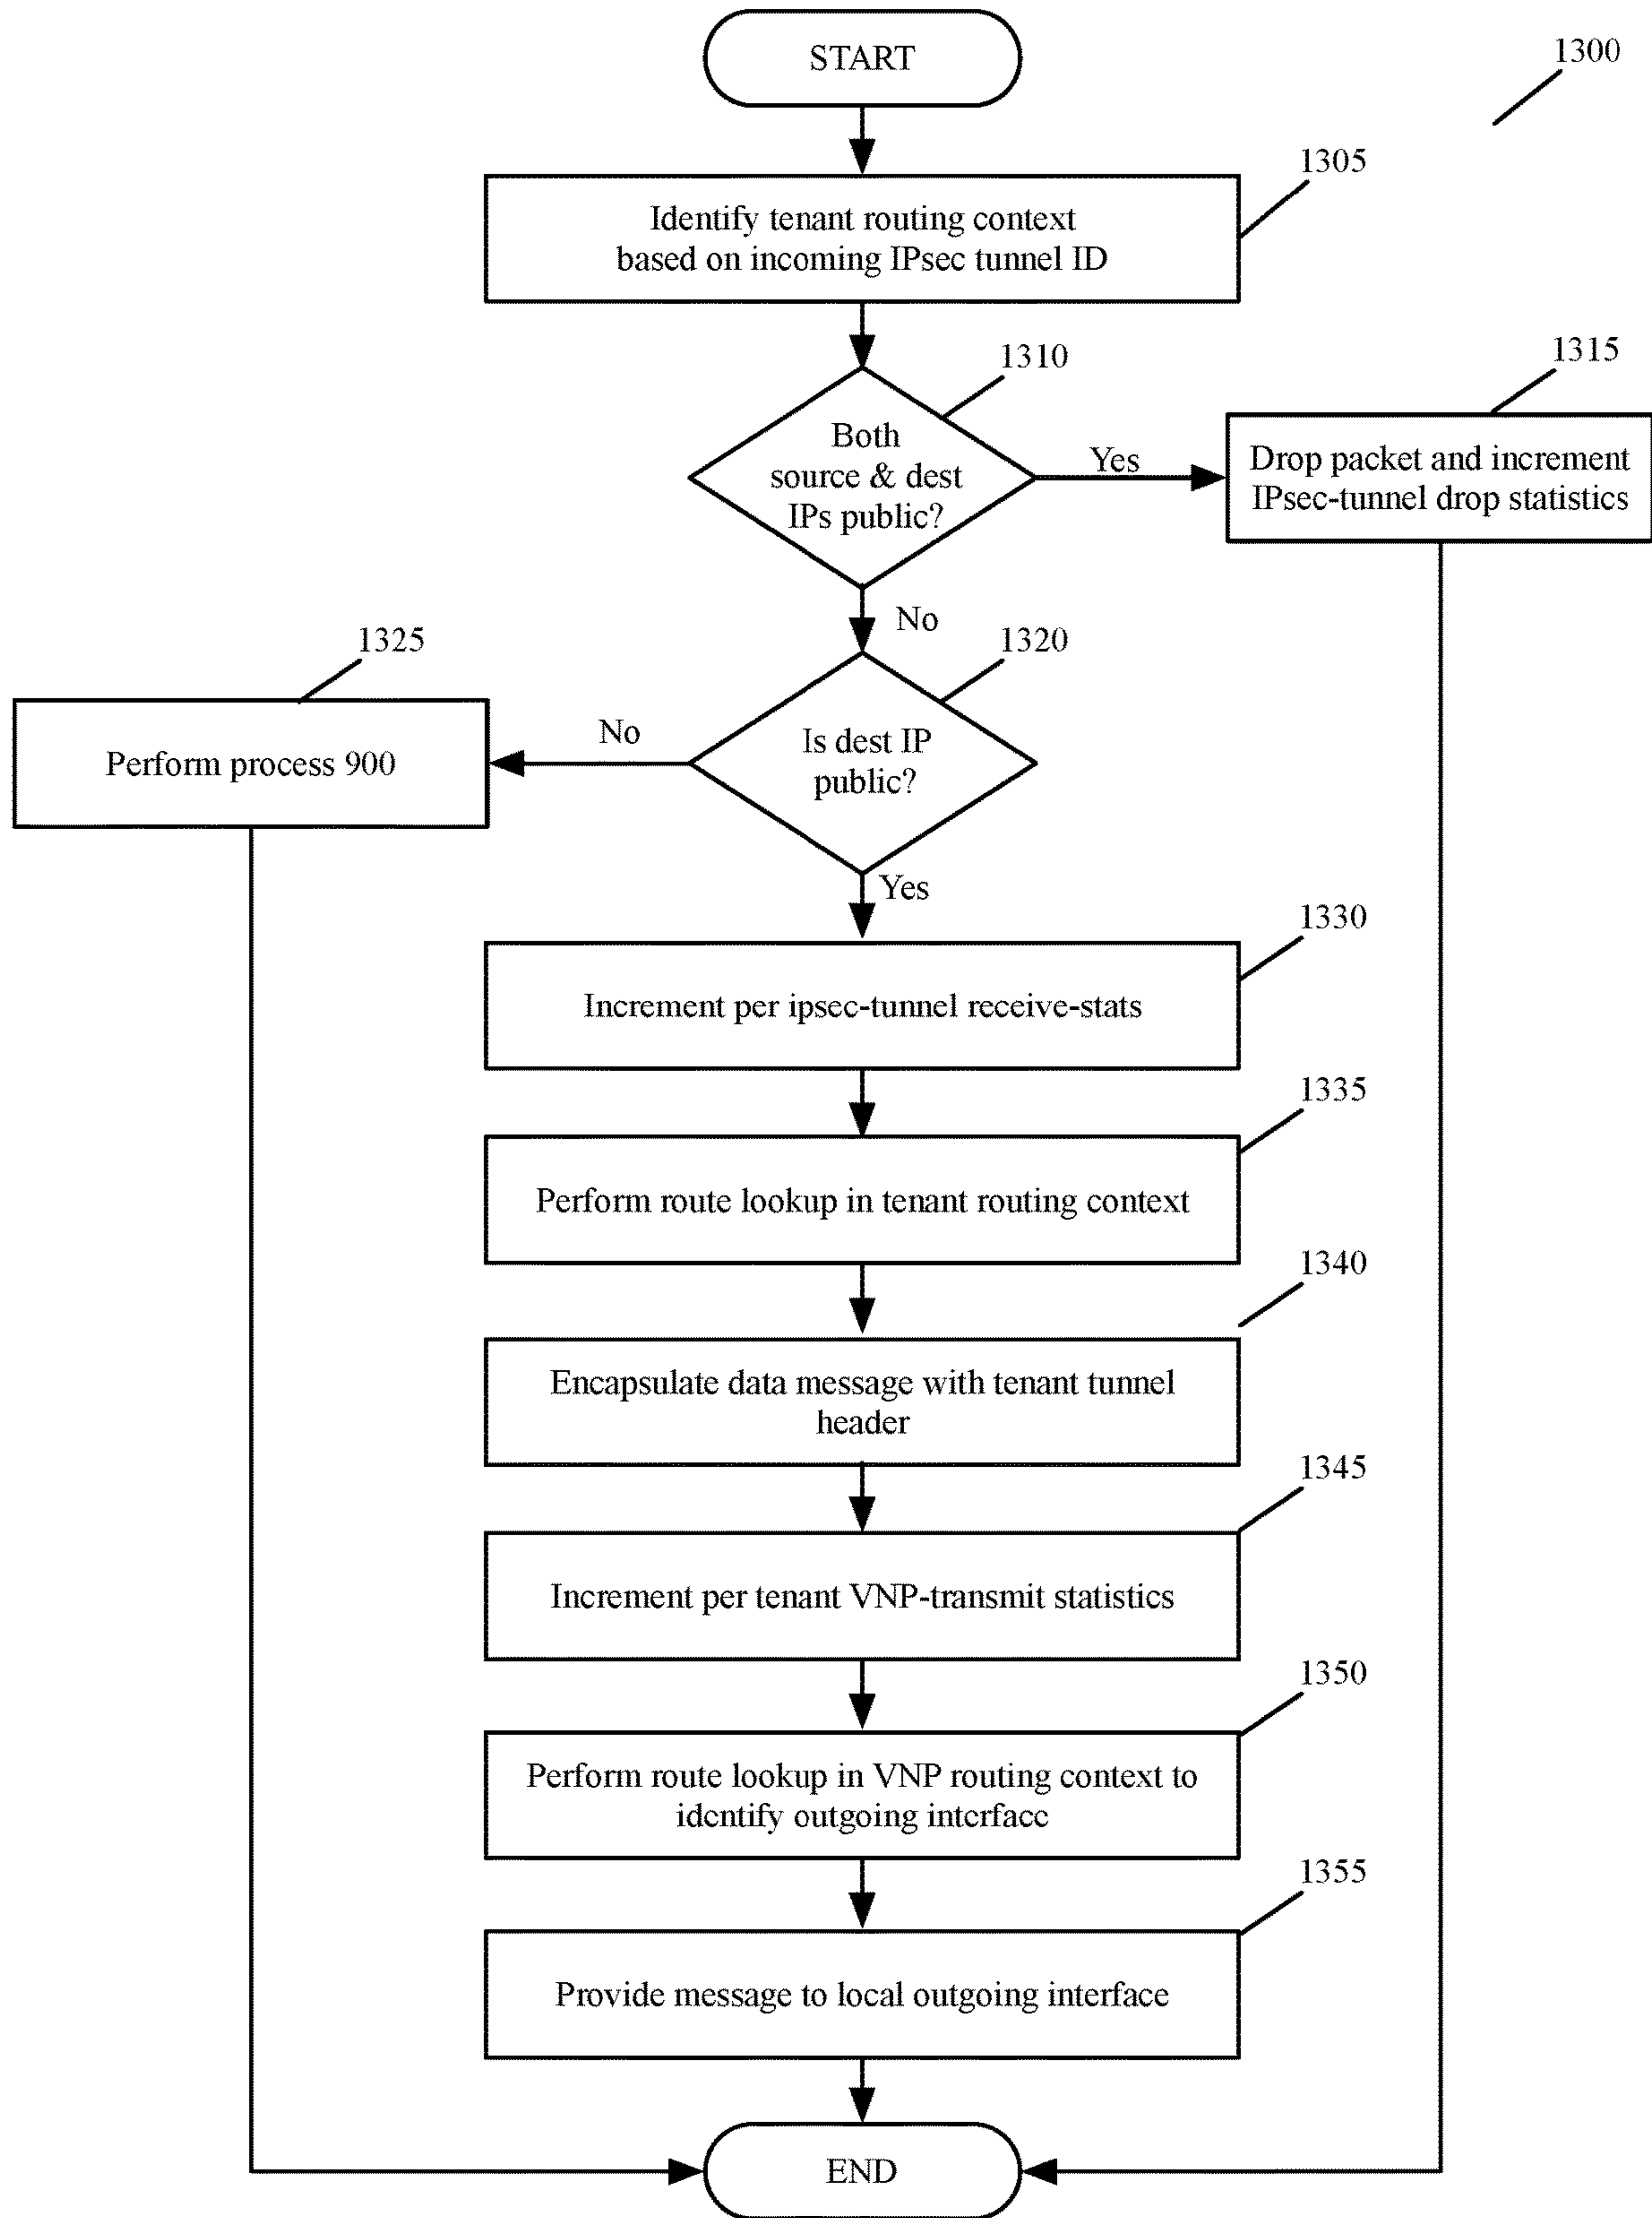 START
1300
1305
Identify tenant routing context
based on incoming IPsec tunnel ID
1310
Both
source & dest
IPs public?
Yes
1315
Drop packet and increment
IPsec-tunnel drop statistics
No
1320
Is dest IP
public?
No
1325
Perform process 900
Yes
1330
Increment per ipsec-tunnel receive-stats
1335
Perform route lookup in tenant routing context
1340
Encapsulate data message with tenant tunnel
header
1345
Increment per tenant VNP-transmit statistics
1350
Perform route lookup in VNP routing context to
identify outgoing interface
1355
Provide message to local outgoing interface
END